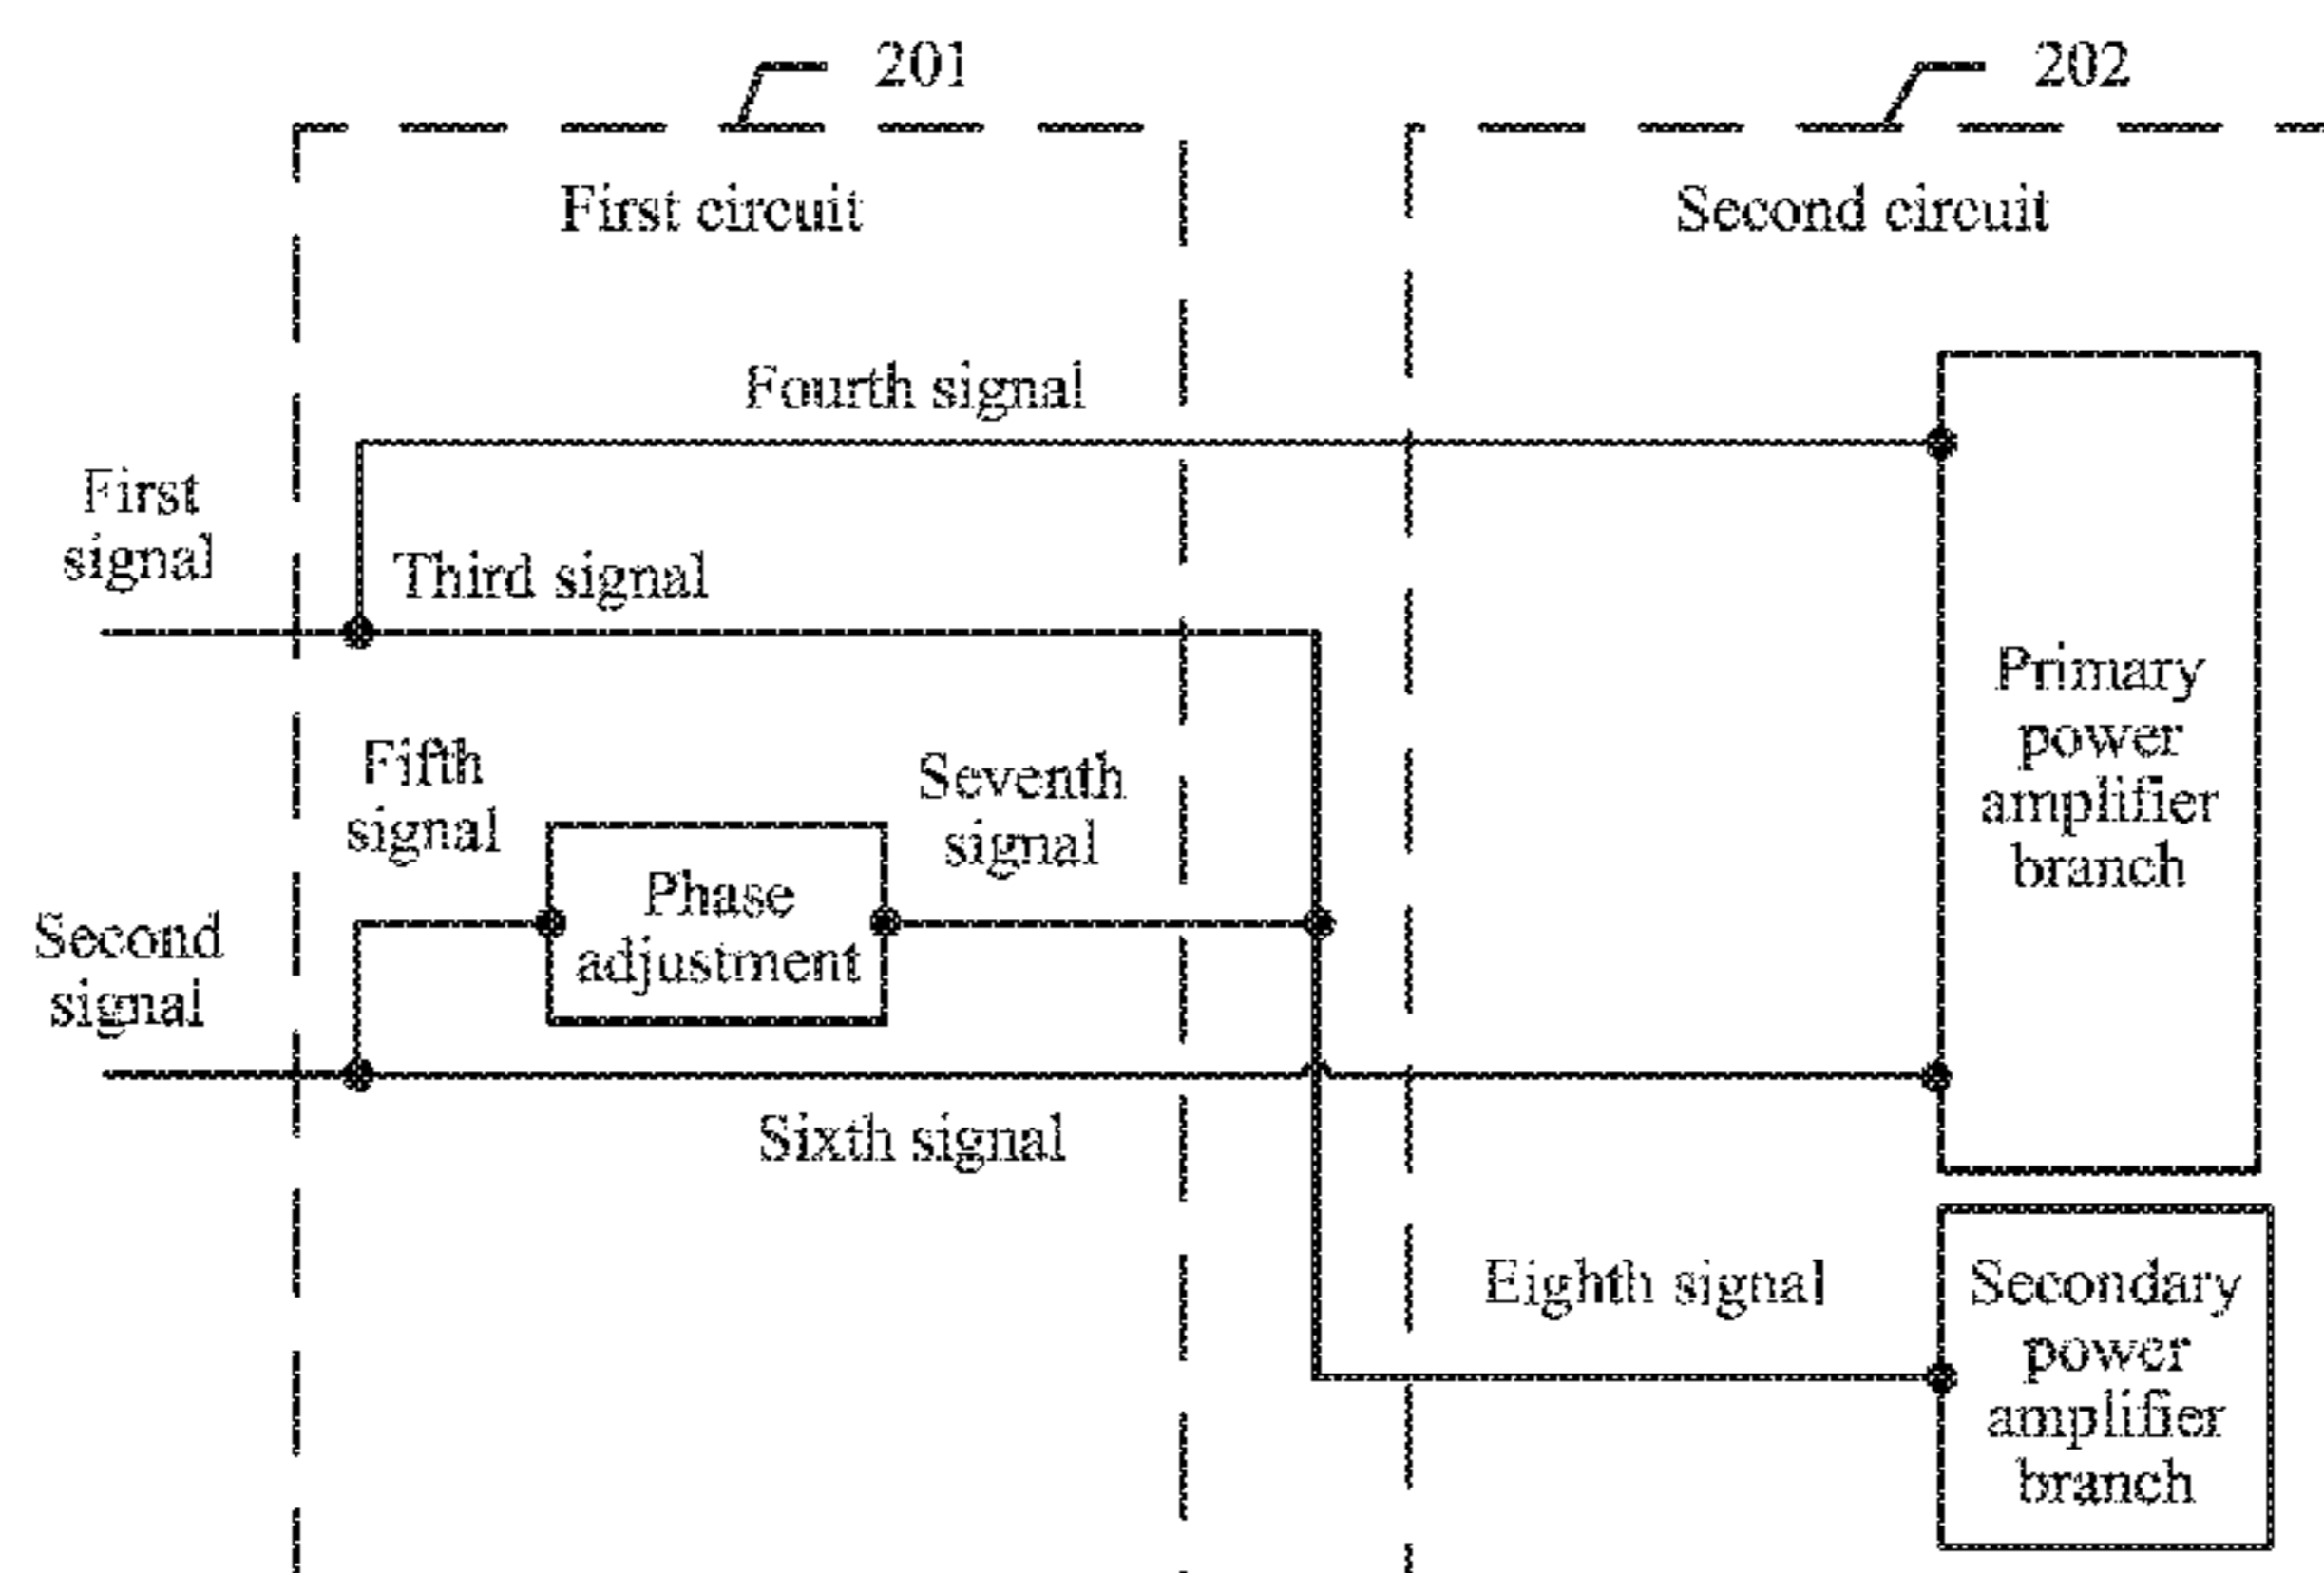 201
202
First circuit
Second circuit
Fourth signal
First
signal
Third signal
Primary
power
amplifier
branch
Fifth
signal
Seventh
signal
Phase
adjustment
Second
signal
Sixth signal
Eighth signal
Secondary
power
amplifier
branch